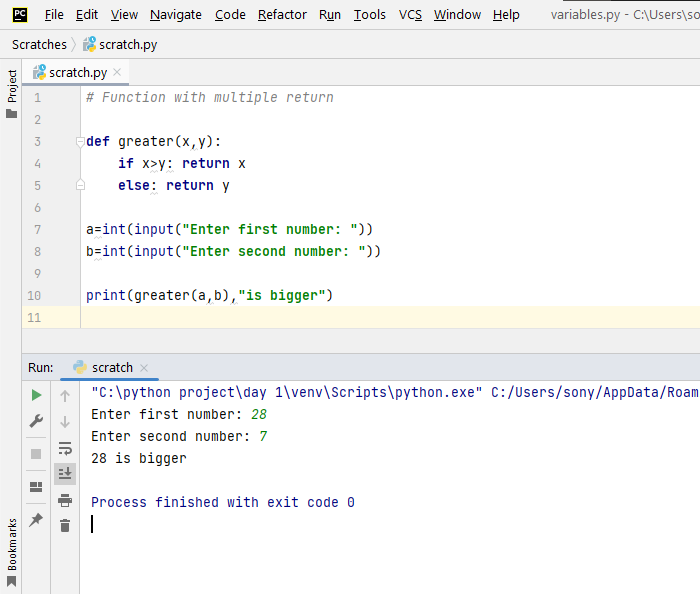 PC File Edit View Navigate Code Refactor Run Tools VCS Window Help variables.py - C:\Users\so
Scratches scratch.py
Project
scratch.py
1 # Function with multiple return
2
3 def greater(x,y):
4     if x>y: return x
5     else: return y
6
7 a=int(input("Enter first number: "))
8 b=int(input("Enter second number: "))
9
10 print(greater(a,b),"is bigger")
11
Run: scratch
"C:\python project\day 1\venv\Scripts\python.exe" C:/Users/sony/AppData/Roam
Enter first number: 28
Enter second number: 7
28 is bigger
Process finished with exit code 0
Bookmarks